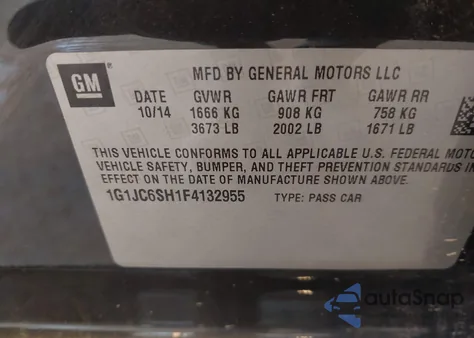 GM
MFD BY GENERAL MOTORS LLC
DATE GVWR GAWR FRT GAWR RR
10/14 1666 KG 908 KG 758 KG
3673 LB 2002 LB 1671 LB
THIS VEHICLE CONFORMS TO ALL APPLICABLE U.S. FEDERAL MOTO
VEHICLE SAFETY, BUMPER, AND THEFT PREVENTION STANDARDS I
EFFECT ON THE DATE OF MANUFACTURE SHOWN ABOVE.
1G1JC6SH1F4132955 TYPE: PASS CAR
autoSnap